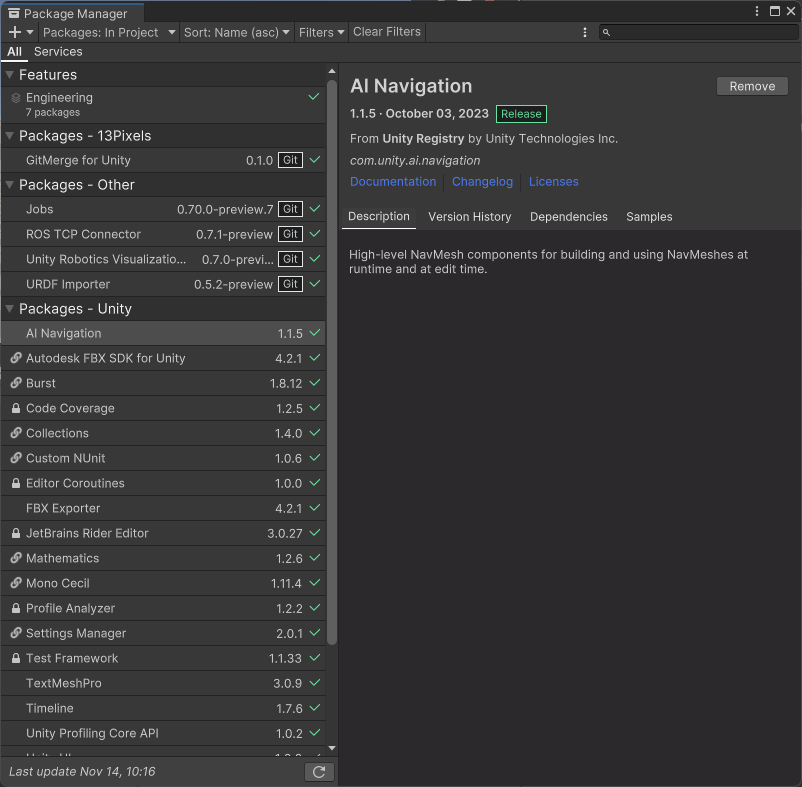 Package Manager
Packages: In Project Sort: Name (asc) Filters Clear Filters
All Services
Features
Engineering
7 packages
Packages - 13Pixels
GitMerge for Unity 0.1.0 Git
Packages - Other
Jobs 0.70.0-preview.7 Git
ROS TCP Connector 0.7.1-preview Git
Unity Robotics Visualizatio... 0.7.0-previ... Git
URDF Importer 0.5.2-preview Git
Packages - Unity
AI Navigation 1.1.5
Autodesk FBX SDK for Unity 4.2.1
Burst 1.8.12
Code Coverage 1.2.5
Collections 1.4.0
Custom NUnit 1.0.6
Editor Coroutines 1.0.0
FBX Exporter 4.2.1
JetBrains Rider Editor 3.0.27
Mathematics 1.2.6
Mono Cecil 1.11.4
Profile Analyzer 1.2.2
Settings Manager 2.0.1
Test Framework 1.1.33
TextMeshPro 3.0.9
Timeline 1.7.6
Unity Profiling Core API 1.0.2
Last update Nov 14, 10:16
AI Navigation
Remove
1.1.5 · October 03, 2023 Release
From Unity Registry by Unity Technologies Inc.
com.unity.ai.navigation
Documentation Changelog Licenses
Description Version History Dependencies Samples
High-level NavMesh components for building and using NavMeshes at
runtime and at edit time.